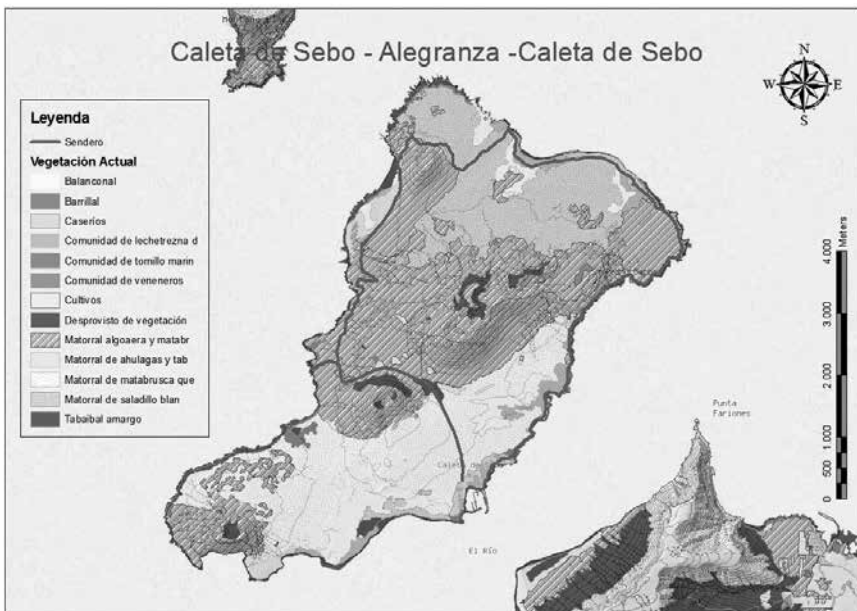 Caleta de Sebo - Alegranza -Caleta de Sebo
N
W E
S
Leyenda
Sendero
Vegetación Actual
Balanconal
Barrillal
Caseríos
Comunidad de lechetrezna d
Comunidad de tomillo marin
Comunidad de veneneros
Cultivos
Desprovisto de vegetación
Matorral algoaera y matabr
Matorral de ahulagas y tab
Matorral de matabrusca que
Matorral de saladillo blan
Tabaibal amargo
Meters
4.000
3.000
2.000
1.000
500
0
Punta
Fariones
Caleta
El Río